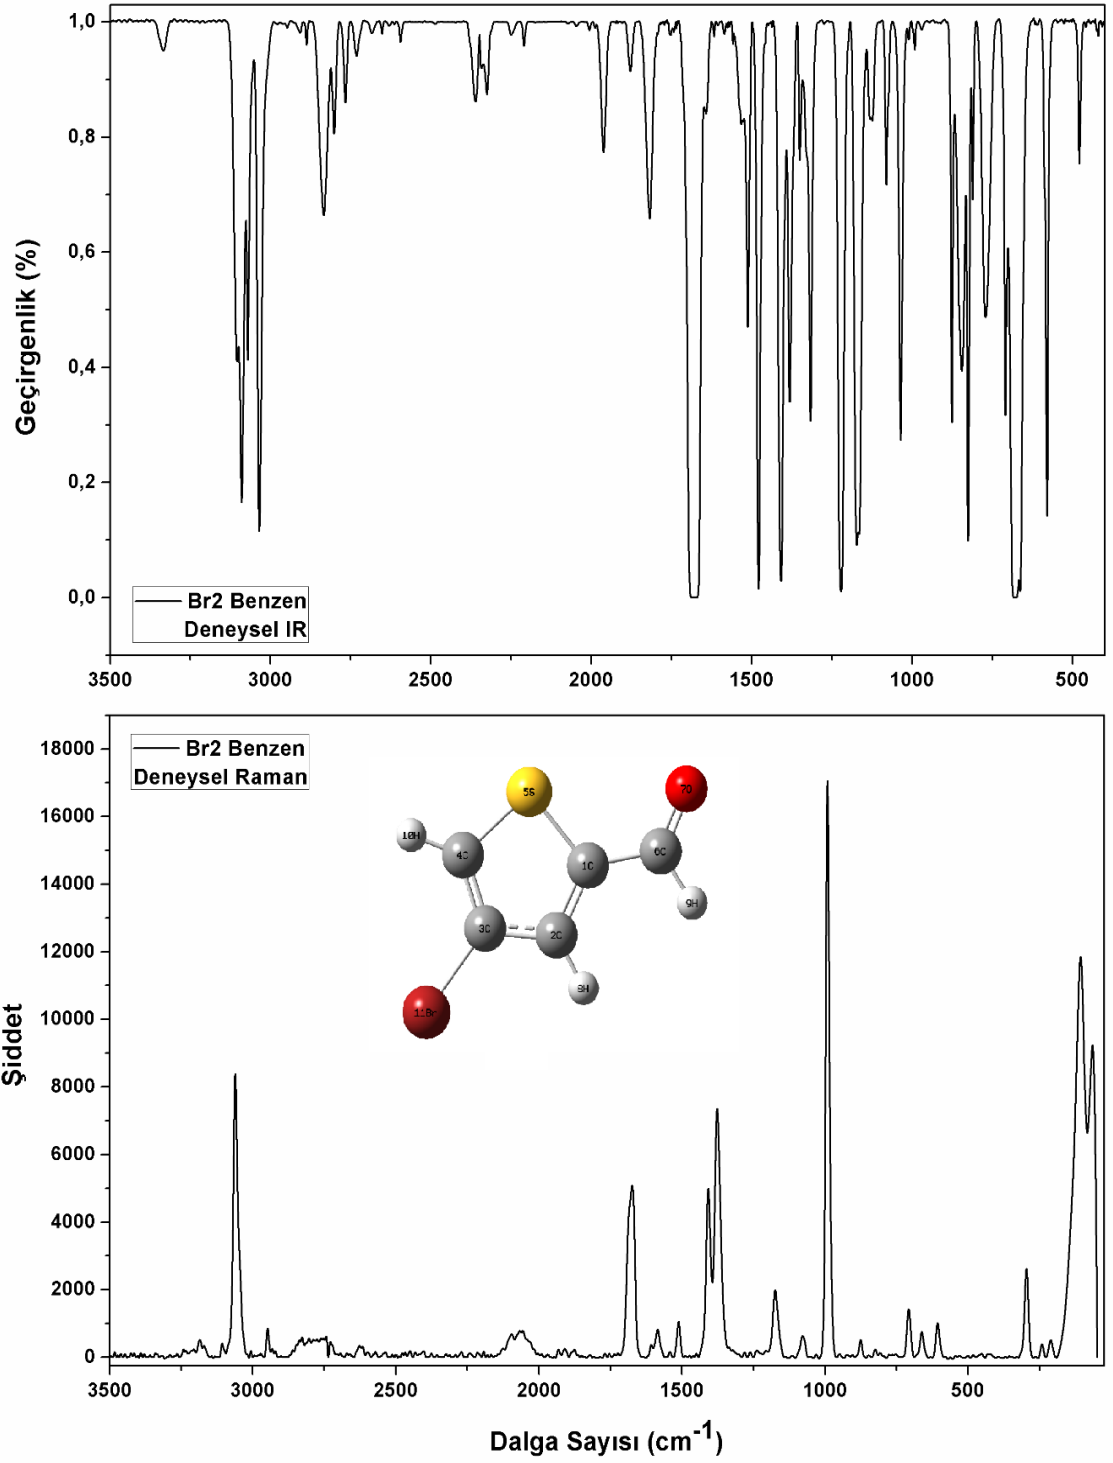 1,0
0,8
0,6
0,4
0,2
0,0
Geçirgenlik (%)
Br2 Benzen
Deneysel IR
3500 3000 2500 2000 1500 1000 500
18000
16000
14000
12000
10000
8000
6000
4000
2000
0
Şiddet
Br2 Benzen
Deneysel Raman
5S
7O
10H
4C
1C
6C
9H
3C
2C
8H
11Br
3500 3000 2500 2000 1500 1000 500
Dalga Sayısı (cm⁻¹)